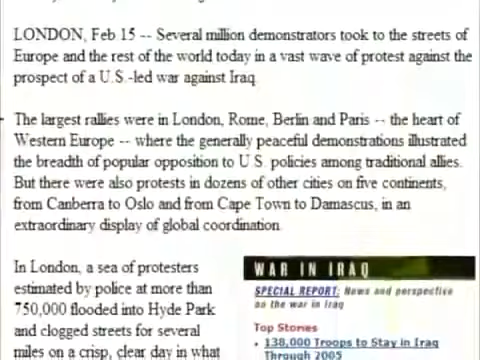 LONDON, Feb 15 -- Several million demonstrators took to the streets of
Europe and the rest of the world today in a vast wave of protest against the
prospect of a U.S.-led war against Iraq.
The largest rallies were in London, Rome, Berlin and Paris -- the heart of
Western Europe -- where the generally peaceful demonstrations illustrated
the breadth of popular opposition to U.S. policies among traditional allies.
But there were also protests in dozens of other cities on five continents,
from Canberra to Oslo and from Cape Town to Damascus, in an
extraordinary display of global coordination.
In London, a sea of protesters
estimated by police at more than
750,000 flooded into Hyde Park
and clogged streets for several
miles on a crisp, clear day in what
WAR IN IRAQ
SPECIAL REPORT: News and perspective
on the war in Iraq
Top Stories
• 138,000 Troops to Stay in Iraq
Through 2005